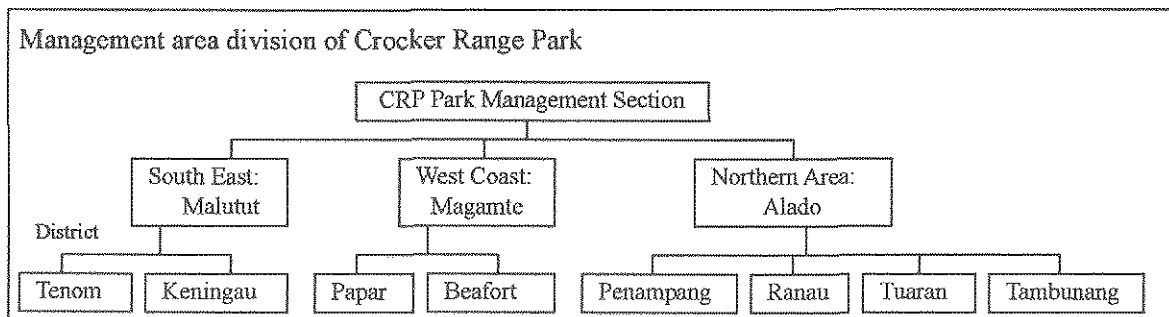 Management area division of Crocker Range Park
CRP Park Management Section
South East:
Malutut
West Coast:
Magamte
Northern Area:
Alado
District
Tenom
Keningau
Papar
Beafort
Penampang
Ranau
Tuaran
Tambunang